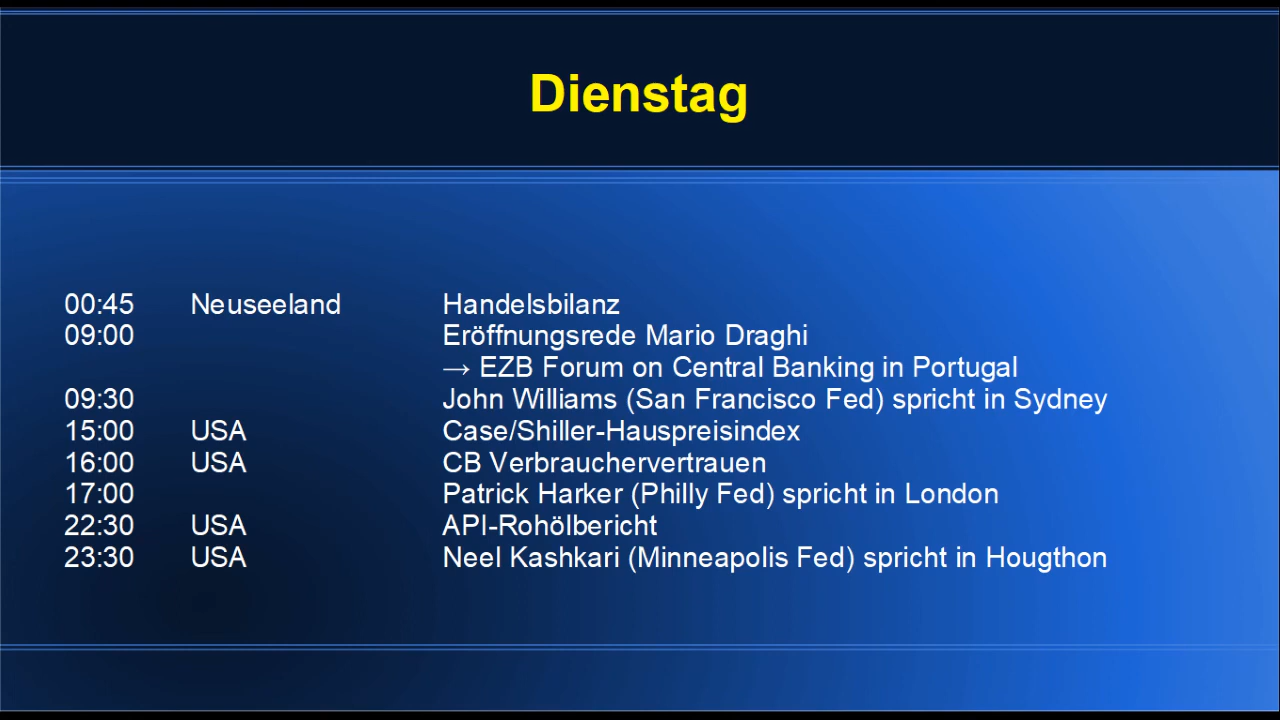 Dienstag
00:45 Neuseeland Handelsbilanz
09:00 Eröffnungsrede Mario Draghi
→ EZB Forum on Central Banking in Portugal
09:30 John Williams (San Francisco Fed) spricht in Sydney
15:00 USA Case/Shiller-Hauspreisindex
16:00 USA CB Verbrauchervertrauen
17:00 Patrick Harker (Philly Fed) spricht in London
22:30 USA API-Rohölbericht
23:30 USA Neel Kashkari (Minneapolis Fed) spricht in Hougthon